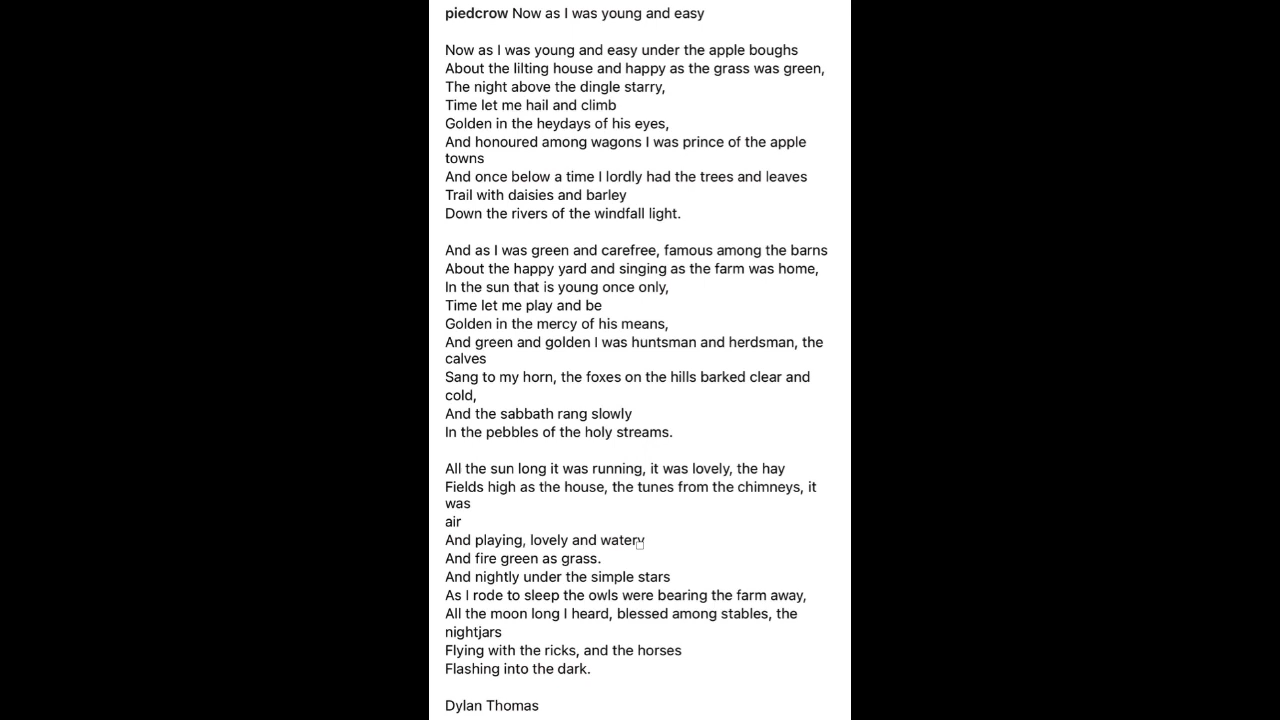 piedcrow Now as I was young and easy
Now as I was young and easy under the apple boughs
About the lilting house and happy as the grass was green,
The night above the dingle starry,
Time let me hail and climb
Golden in the heydays of his eyes,
And honoured among wagons I was prince of the apple
towns
And once below a time I lordly had the trees and leaves
Trail with daisies and barley
Down the rivers of the windfall light.
And as I was green and carefree, famous among the barns
About the happy yard and singing as the farm was home,
In the sun that is young once only,
Time let me play and be
Golden in the mercy of his means,
And green and golden I was huntsman and herdsman, the
calves
Sang to my horn, the foxes on the hills barked clear and
cold,
And the sabbath rang slowly
In the pebbles of the holy streams.
All the sun long it was running, it was lovely, the hay
Fields high as the house, the tunes from the chimneys, it
was
air
And playing, lovely and watery
And fire green as grass.
And nightly under the simple stars
As I rode to sleep the owls were bearing the farm away,
All the moon long I heard, blessed among stables, the
nightjars
Flying with the ricks, and the horses
Flashing into the dark.
Dylan Thomas